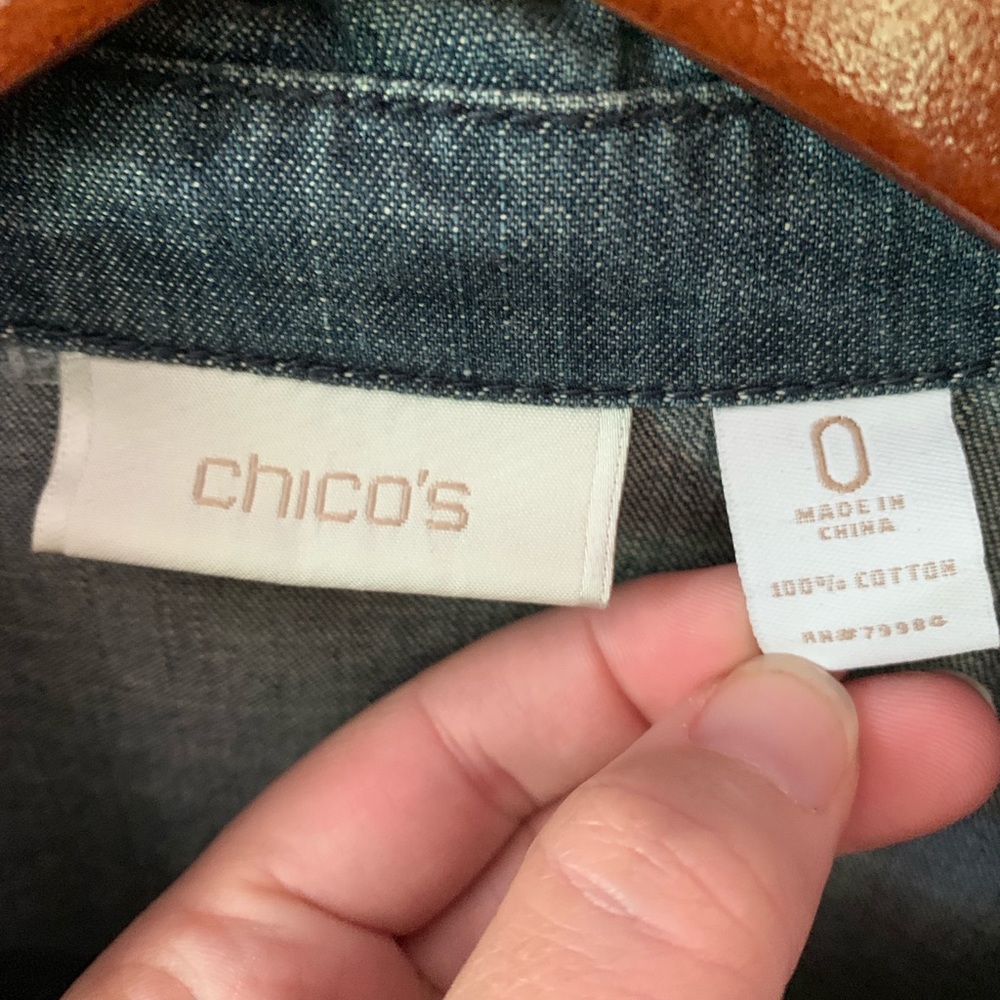 chico's
0
MADE IN
CHINA
100% COTTON
RN#79986